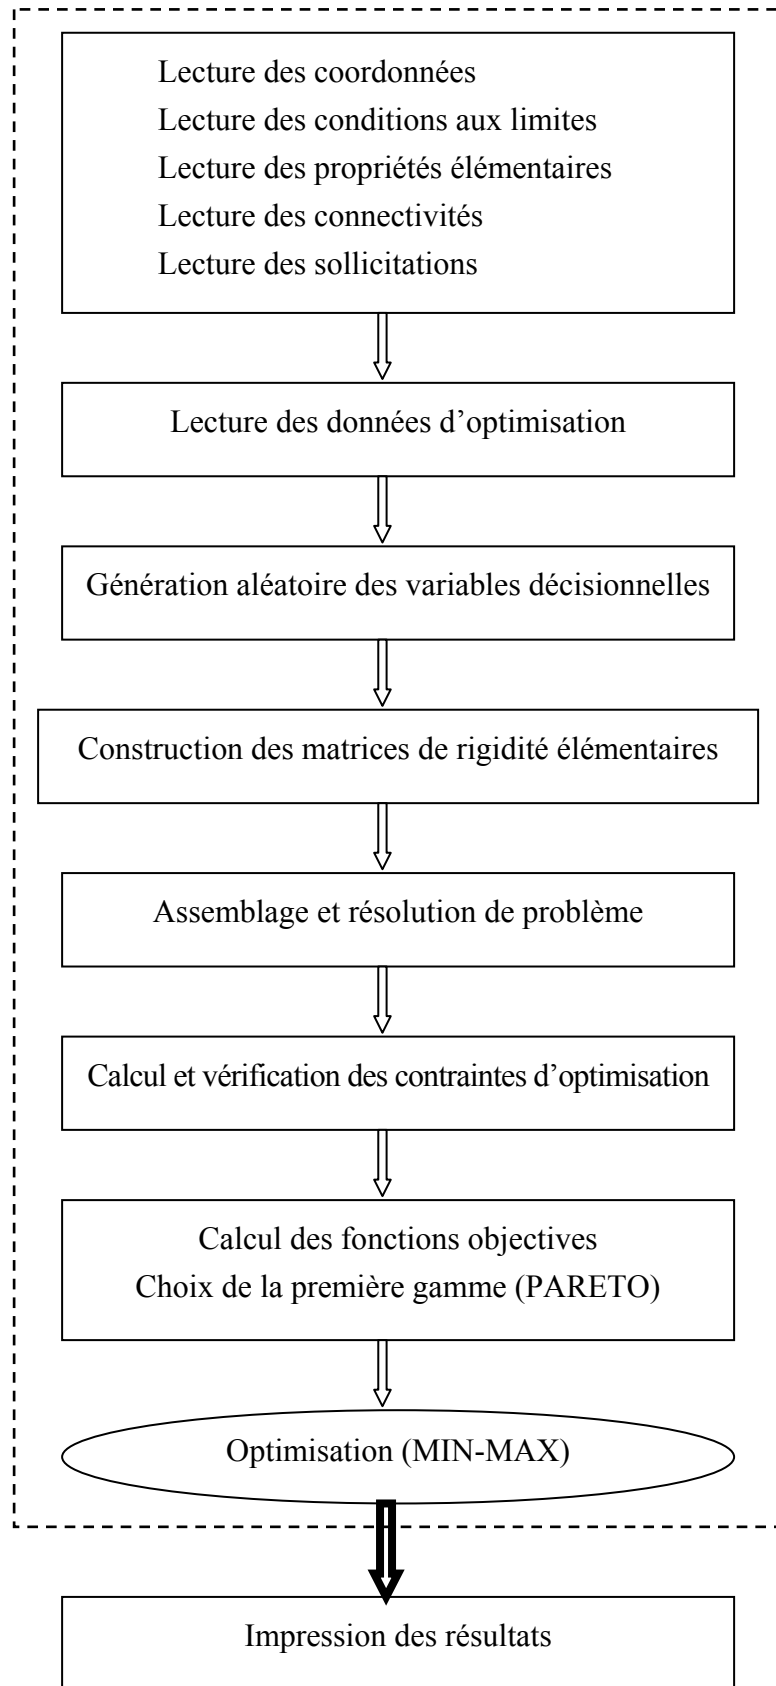 Lecture des coordonnées
Lecture des conditions aux limites
Lecture des propriétés élémentaires
Lecture des connectivités
Lecture des sollicitations
Lecture des données d’optimisation
Génération aléatoire des variables décisionnelles
Construction des matrices de rigidité élémentaires
Assemblage et résolution de problème
Calcul et vérification des contraintes d’optimisation
Calcul des fonctions objectives
Choix de la première gamme (PARETO)
Optimisation (MIN-MAX)
Impression des résultats